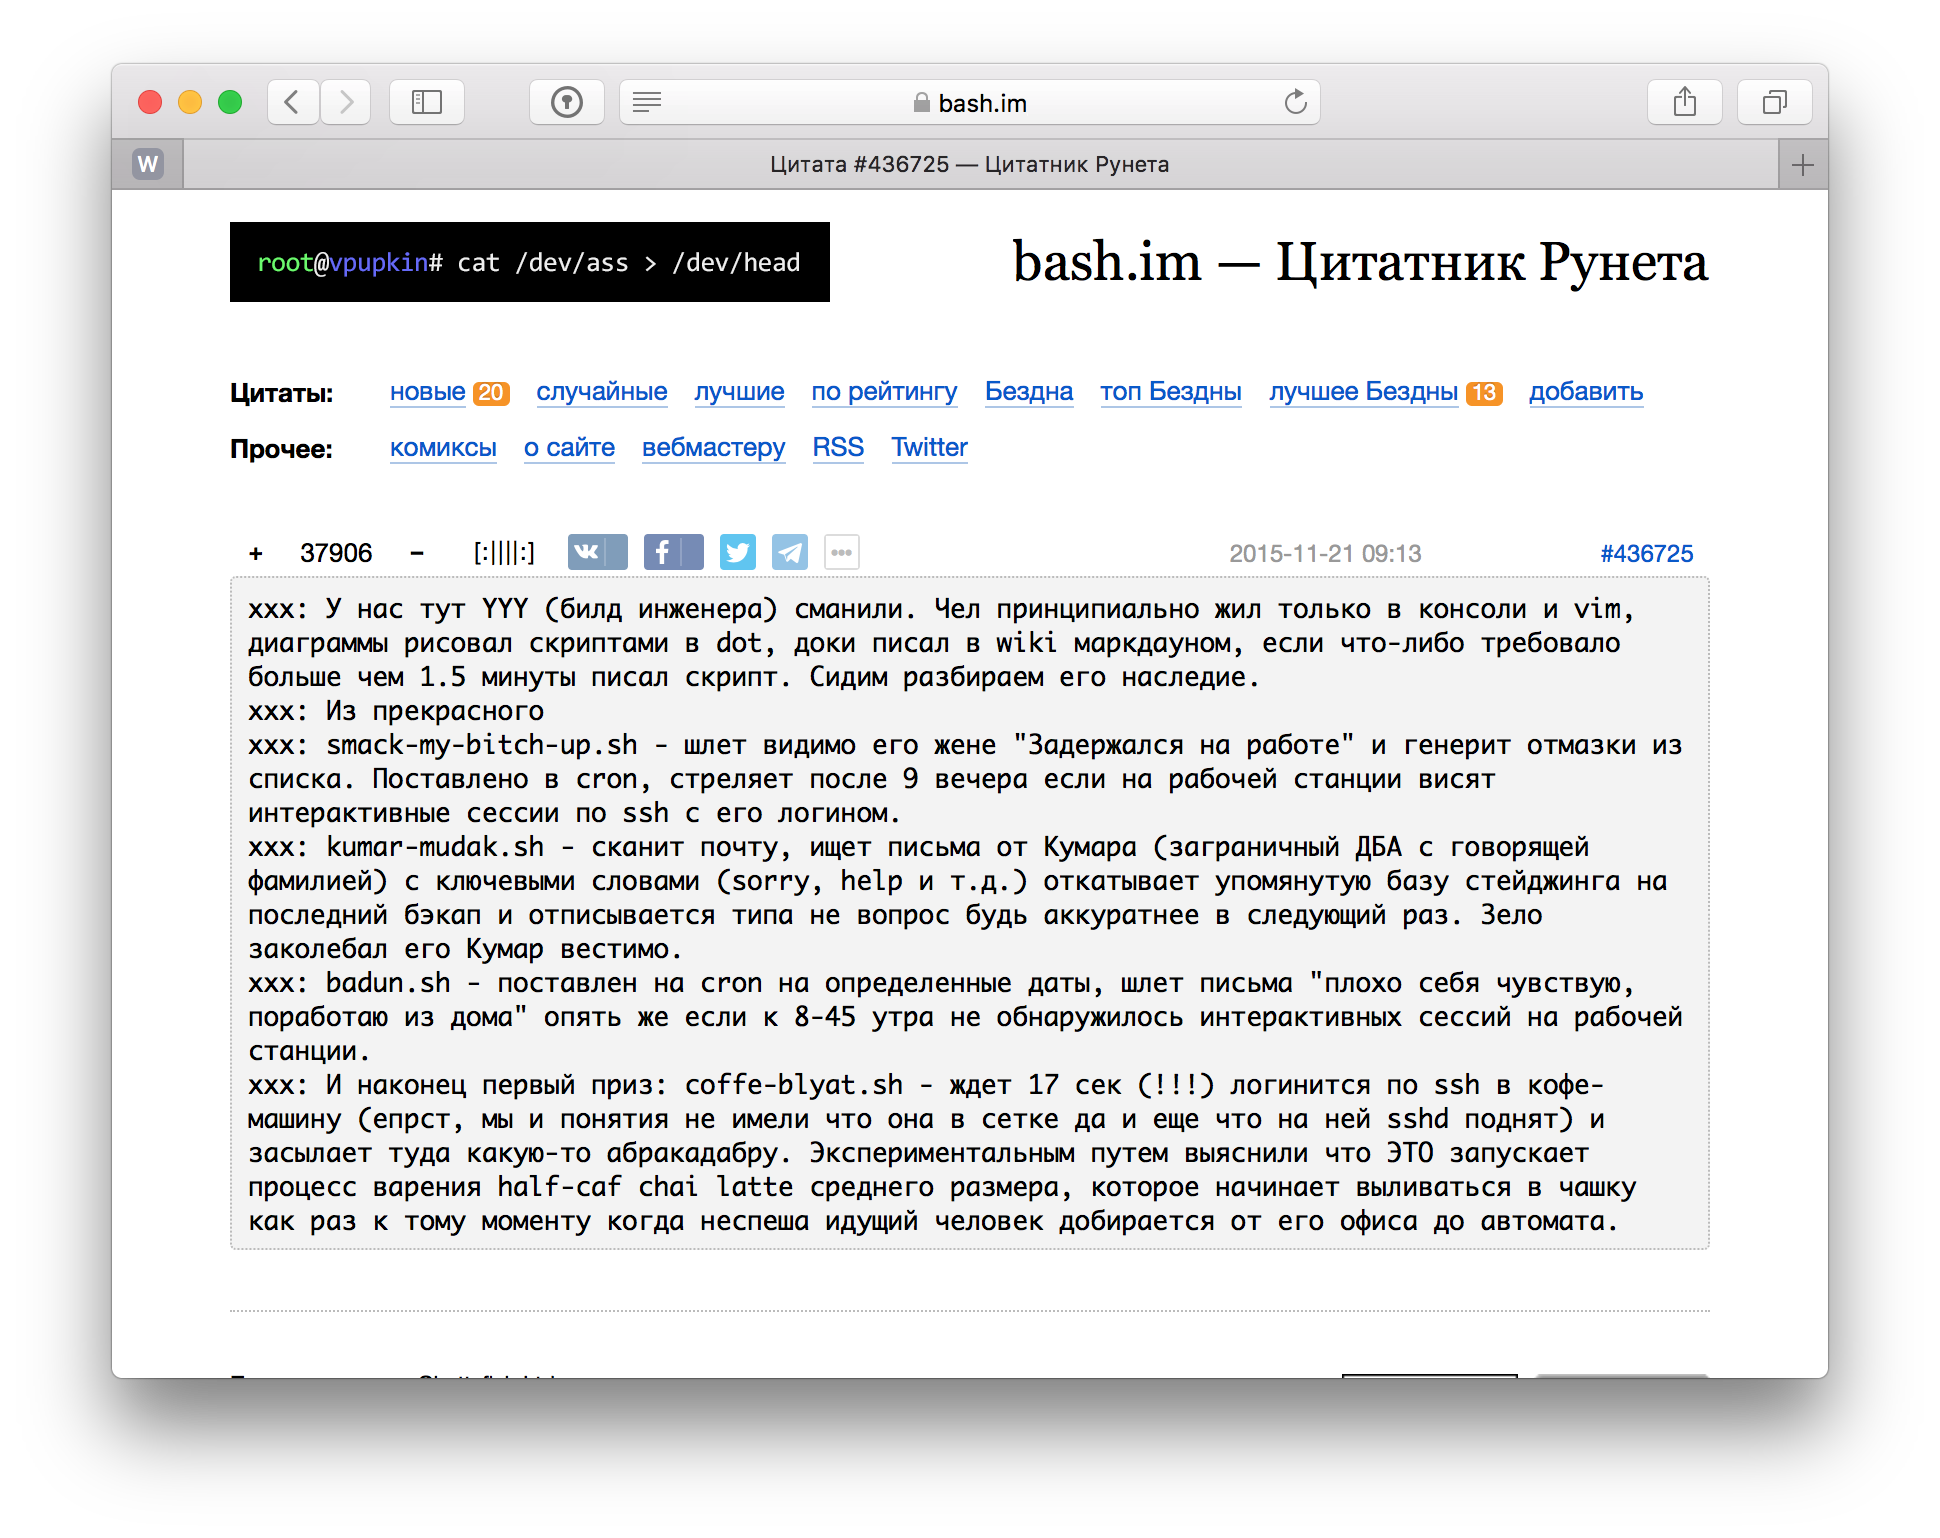 bash.im
W
Цитата #436725 — Цитатник Рунета
root@vpupkin# cat /dev/ass > /dev/head
bash.im — Цитатник Рунета
Цитаты: новые 20 случайные лучшие по рейтингу Бездна топ Бездны лучшее Бездны 13 добавить
Прочее: комиксы о сайте вебмастеру RSS Twitter
+ 37906 – [:||||:] 2015-11-21 09:13 #436725
xxx: У нас тут YYY (билд инженера) сманили. Чел принципиально жил только в консоли и vim,
диаграммы рисовал скриптами в dot, доки писал в wiki маркдауном, если что-либо требовало
больше чем 1.5 минуты писал скрипт. Сидим разбираем его наследие.
xxx: Из прекрасного
xxx: smack-my-bitch-up.sh - шлет видимо его жене "Задержался на работе" и генерит отмазки из
списка. Поставлено в cron, стреляет после 9 вечера если на рабочей станции висят
интерактивные сессии по ssh с его логином.
xxx: kumar-mudak.sh - сканит почту, ищет письма от Кумара (заграничный ДБА с говорящей
фамилией) с ключевыми словами (sorry, help и т.д.) откатывает упомянутую базу стейджинга на
последний бэкап и отписывается типа не вопрос будь аккуратнее в следующий раз. Зело
заколебал его Кумар вестимо.
xxx: badun.sh - поставлен на cron на определенные даты, шлет письма "плохо себя чувствую,
поработаю из дома" опять же если к 8-45 утра не обнаружилось интерактивных сессий на рабочей
станции.
xxx: И наконец первый приз: coffe-blyat.sh - ждет 17 сек (!!!) логинится по ssh в кофе-
машину (епрст, мы и понятия не имели что она в сетке да и еще что на ней sshd поднят) и
засылает туда какую-то абракадабру. Экспериментальным путем выяснили что ЭТО запускает
процесс варения half-caf chai latte среднего размера, которое начинает выливаться в чашку
как раз к тому моменту когда неспеша идущий человек добирается от его офиса до автомата.